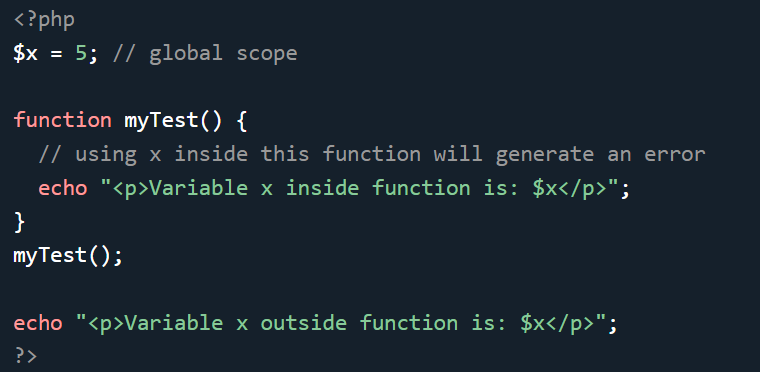 <?php
$x = 5; // global scope

function myTest() {
  // using x inside this function will generate an error
  echo "<p>Variable x inside function is: $x</p>";
}
myTest();

echo "<p>Variable x outside function is: $x</p>";
?>